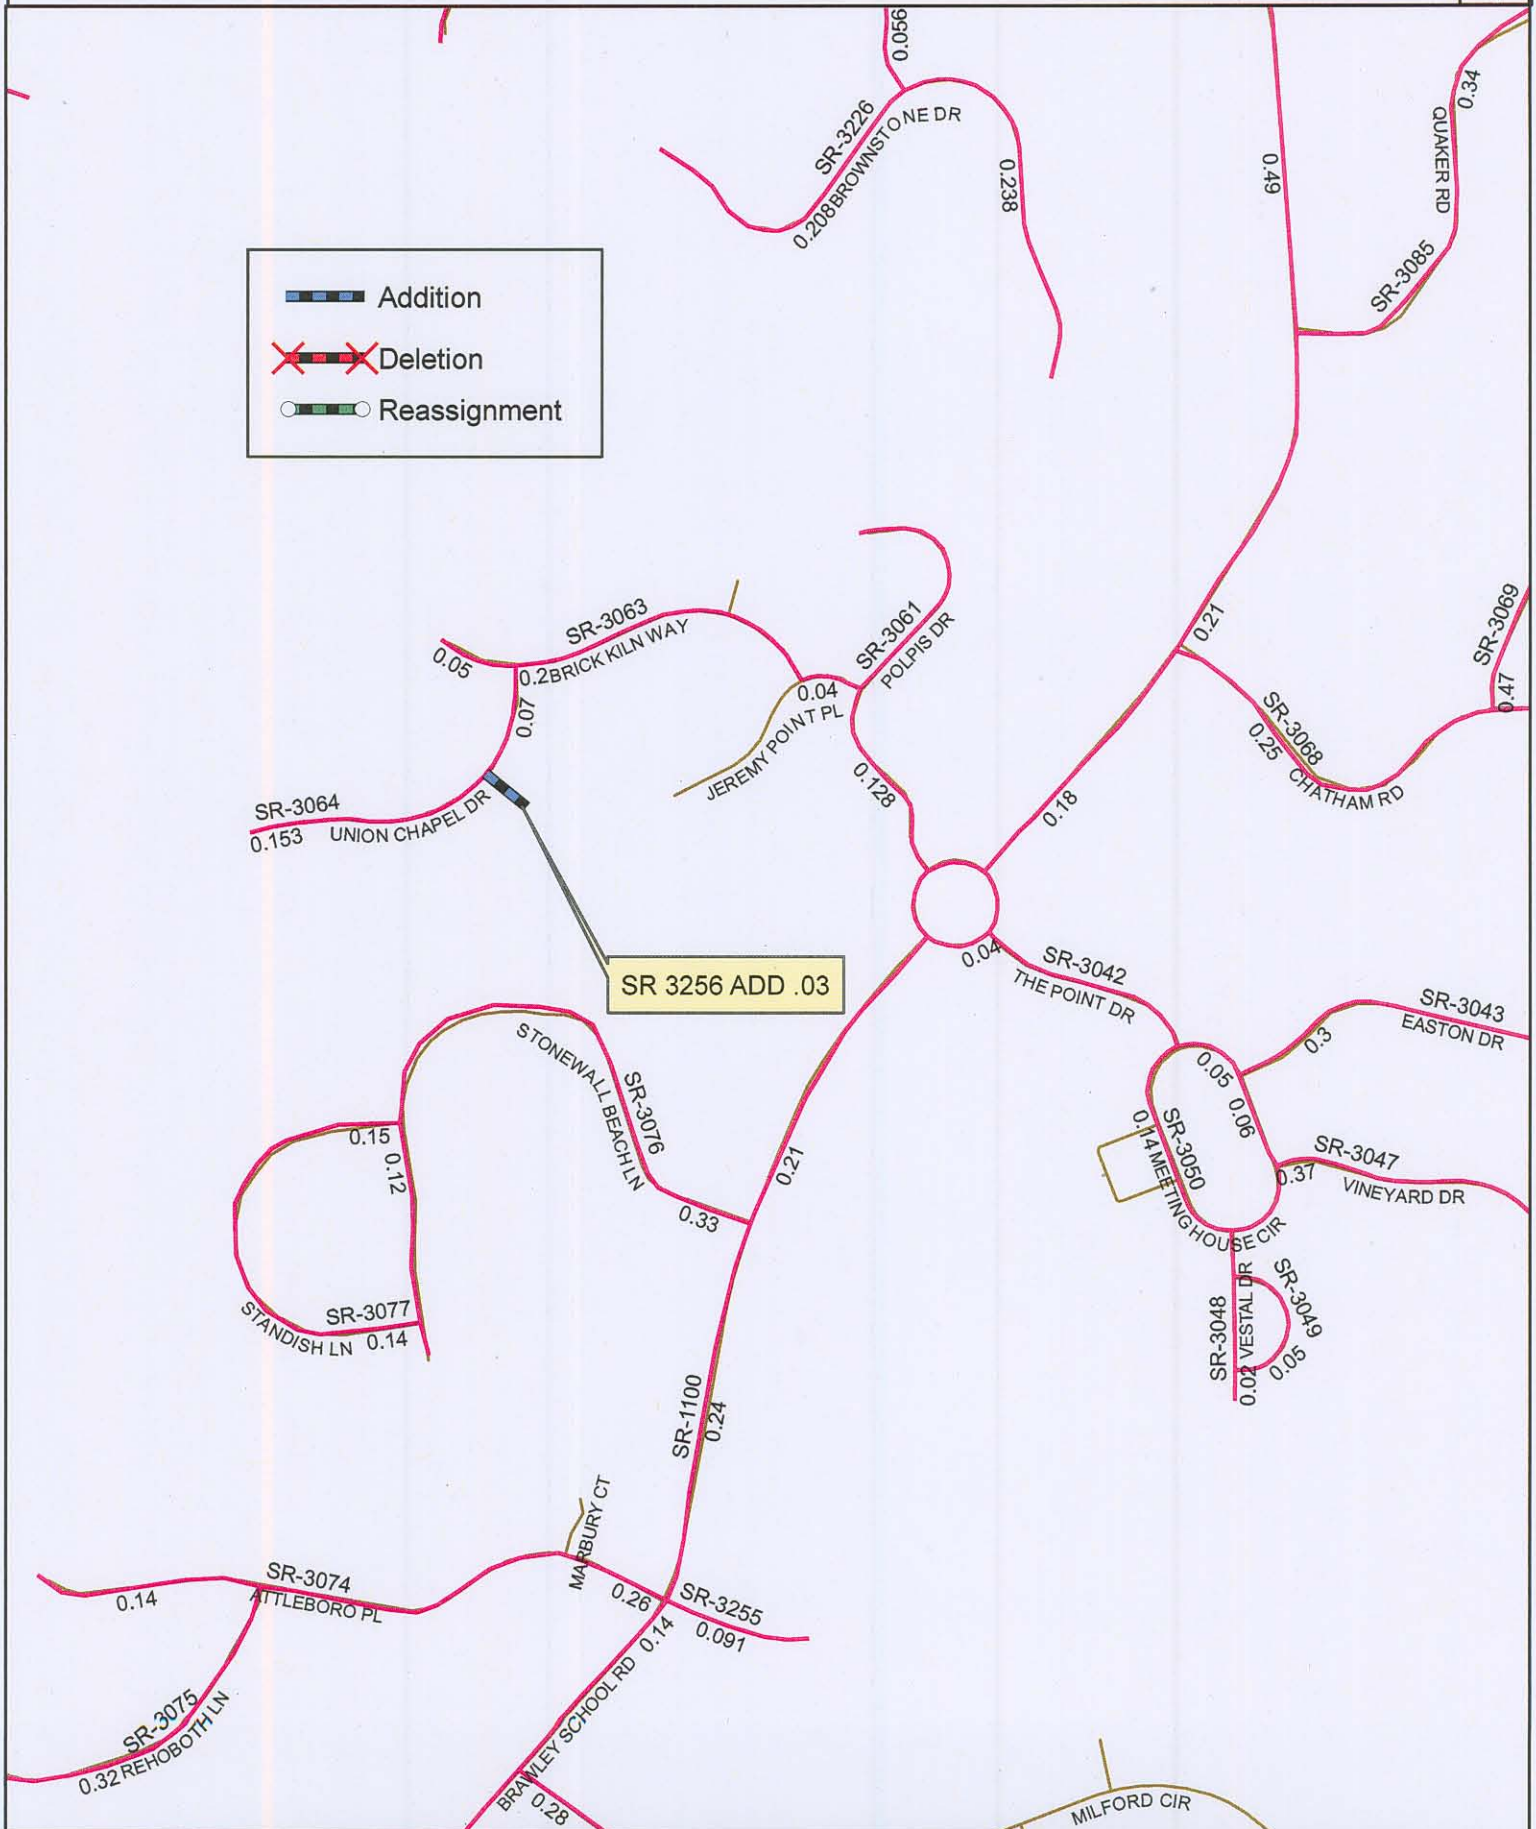 0.056
SR-3226
0.208 BROWNSTONE DR
0.238
0.49
0.34
QUAKER RD
SR-3085
Addition
Deletion
Reassignment
SR-3063
0.05
0.2 BRICK KILN WAY
0.07
SR-3061
POLPIS DR
0.04
JEREMY POINT PL
0.128
0.21
SR-3069
0.47
SR-3068
0.25
CHATHAM RD
0.18
SR-3064
0.153
UNION CHAPEL DR
SR 3256 ADD .03
0.04
SR-3042
THE POINT DR
SR-3043
EASTON DR
0.3
0.05
0.06
STONEWALL BEACH LN
SR-3076
0.33
0.15
0.12
STANDISH LN
SR-3077
0.14
0.21
0.14 MEETING HOUSE CIR
SR-3050
SR-3047
0.37
VINEYARD DR
SR-3048
0.02 VESTAL DR
SR-3049
0.05
SR-1100
0.24
MARBURY CT
SR-3074
0.14
ATTLEBORO PL
0.26
SR-3255
0.091
0.14
BRAWLEY SCHOOL RD
SR-3075
0.32 REHOBOTH LN
0.28
MILFORD CIR